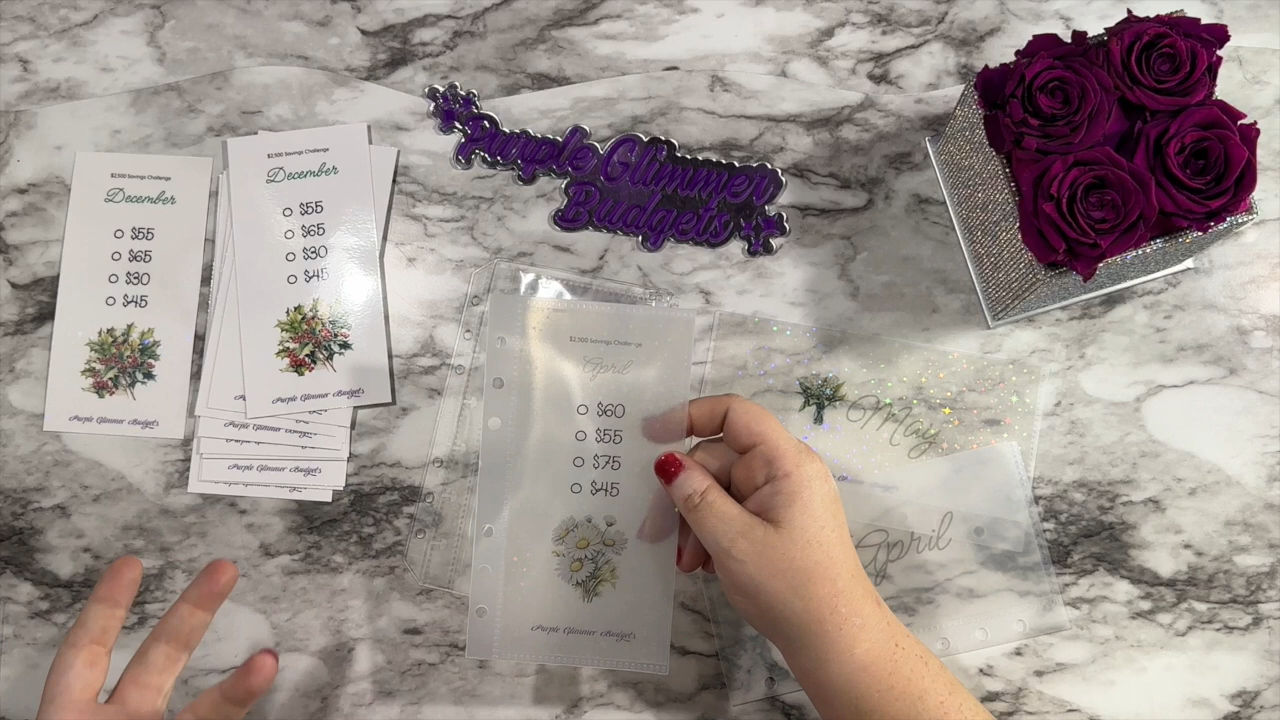 $2,500 Savings Challenge
December
$55
$65
$30
$45
Purple Glimmer Budgets
$2,500 Savings Challenge
December
$55
$65
$30
$45
Purple Glimmer Budgets
Purple Glimmer Budgets
Purple Glimmer
Budgets
$2,500 Savings Challenge
April
$60
$55
$75
$45
Purple Glimmer Budgets
May
April